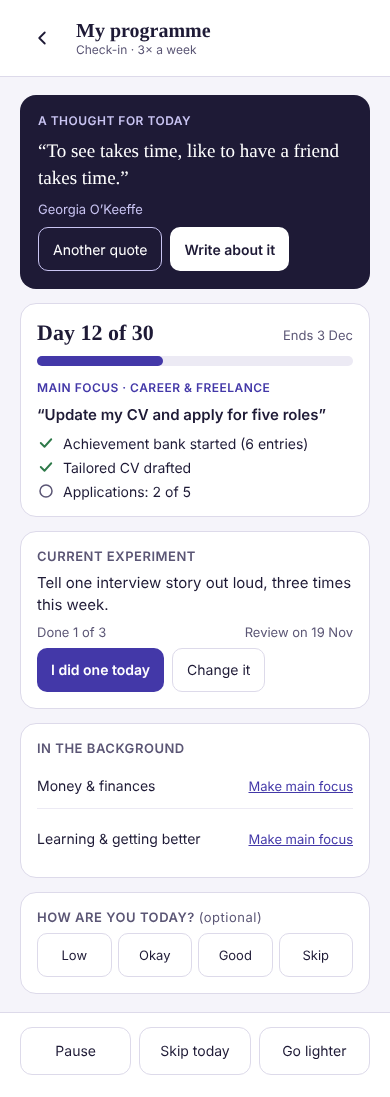 My programme
Check-in · 3× a week
A THOUGHT FOR TODAY
“To see takes time, like to have a friend
takes time.”
Georgia O’Keeffe
Another quote
Write about it
Day 12 of 30
Ends 3 Dec
MAIN FOCUS · CAREER & FREELANCE
“Update my CV and apply for five roles”
Achievement bank started (6 entries)
Tailored CV drafted
Applications: 2 of 5
CURRENT EXPERIMENT
Tell one interview story out loud, three times
this week.
Done 1 of 3
Review on 19 Nov
I did one today
Change it
IN THE BACKGROUND
Money & finances
Make main focus
Learning & getting better
Make main focus
HOW ARE YOU TODAY? (optional)
Low
Okay
Good
Skip
Pause
Skip today
Go lighter